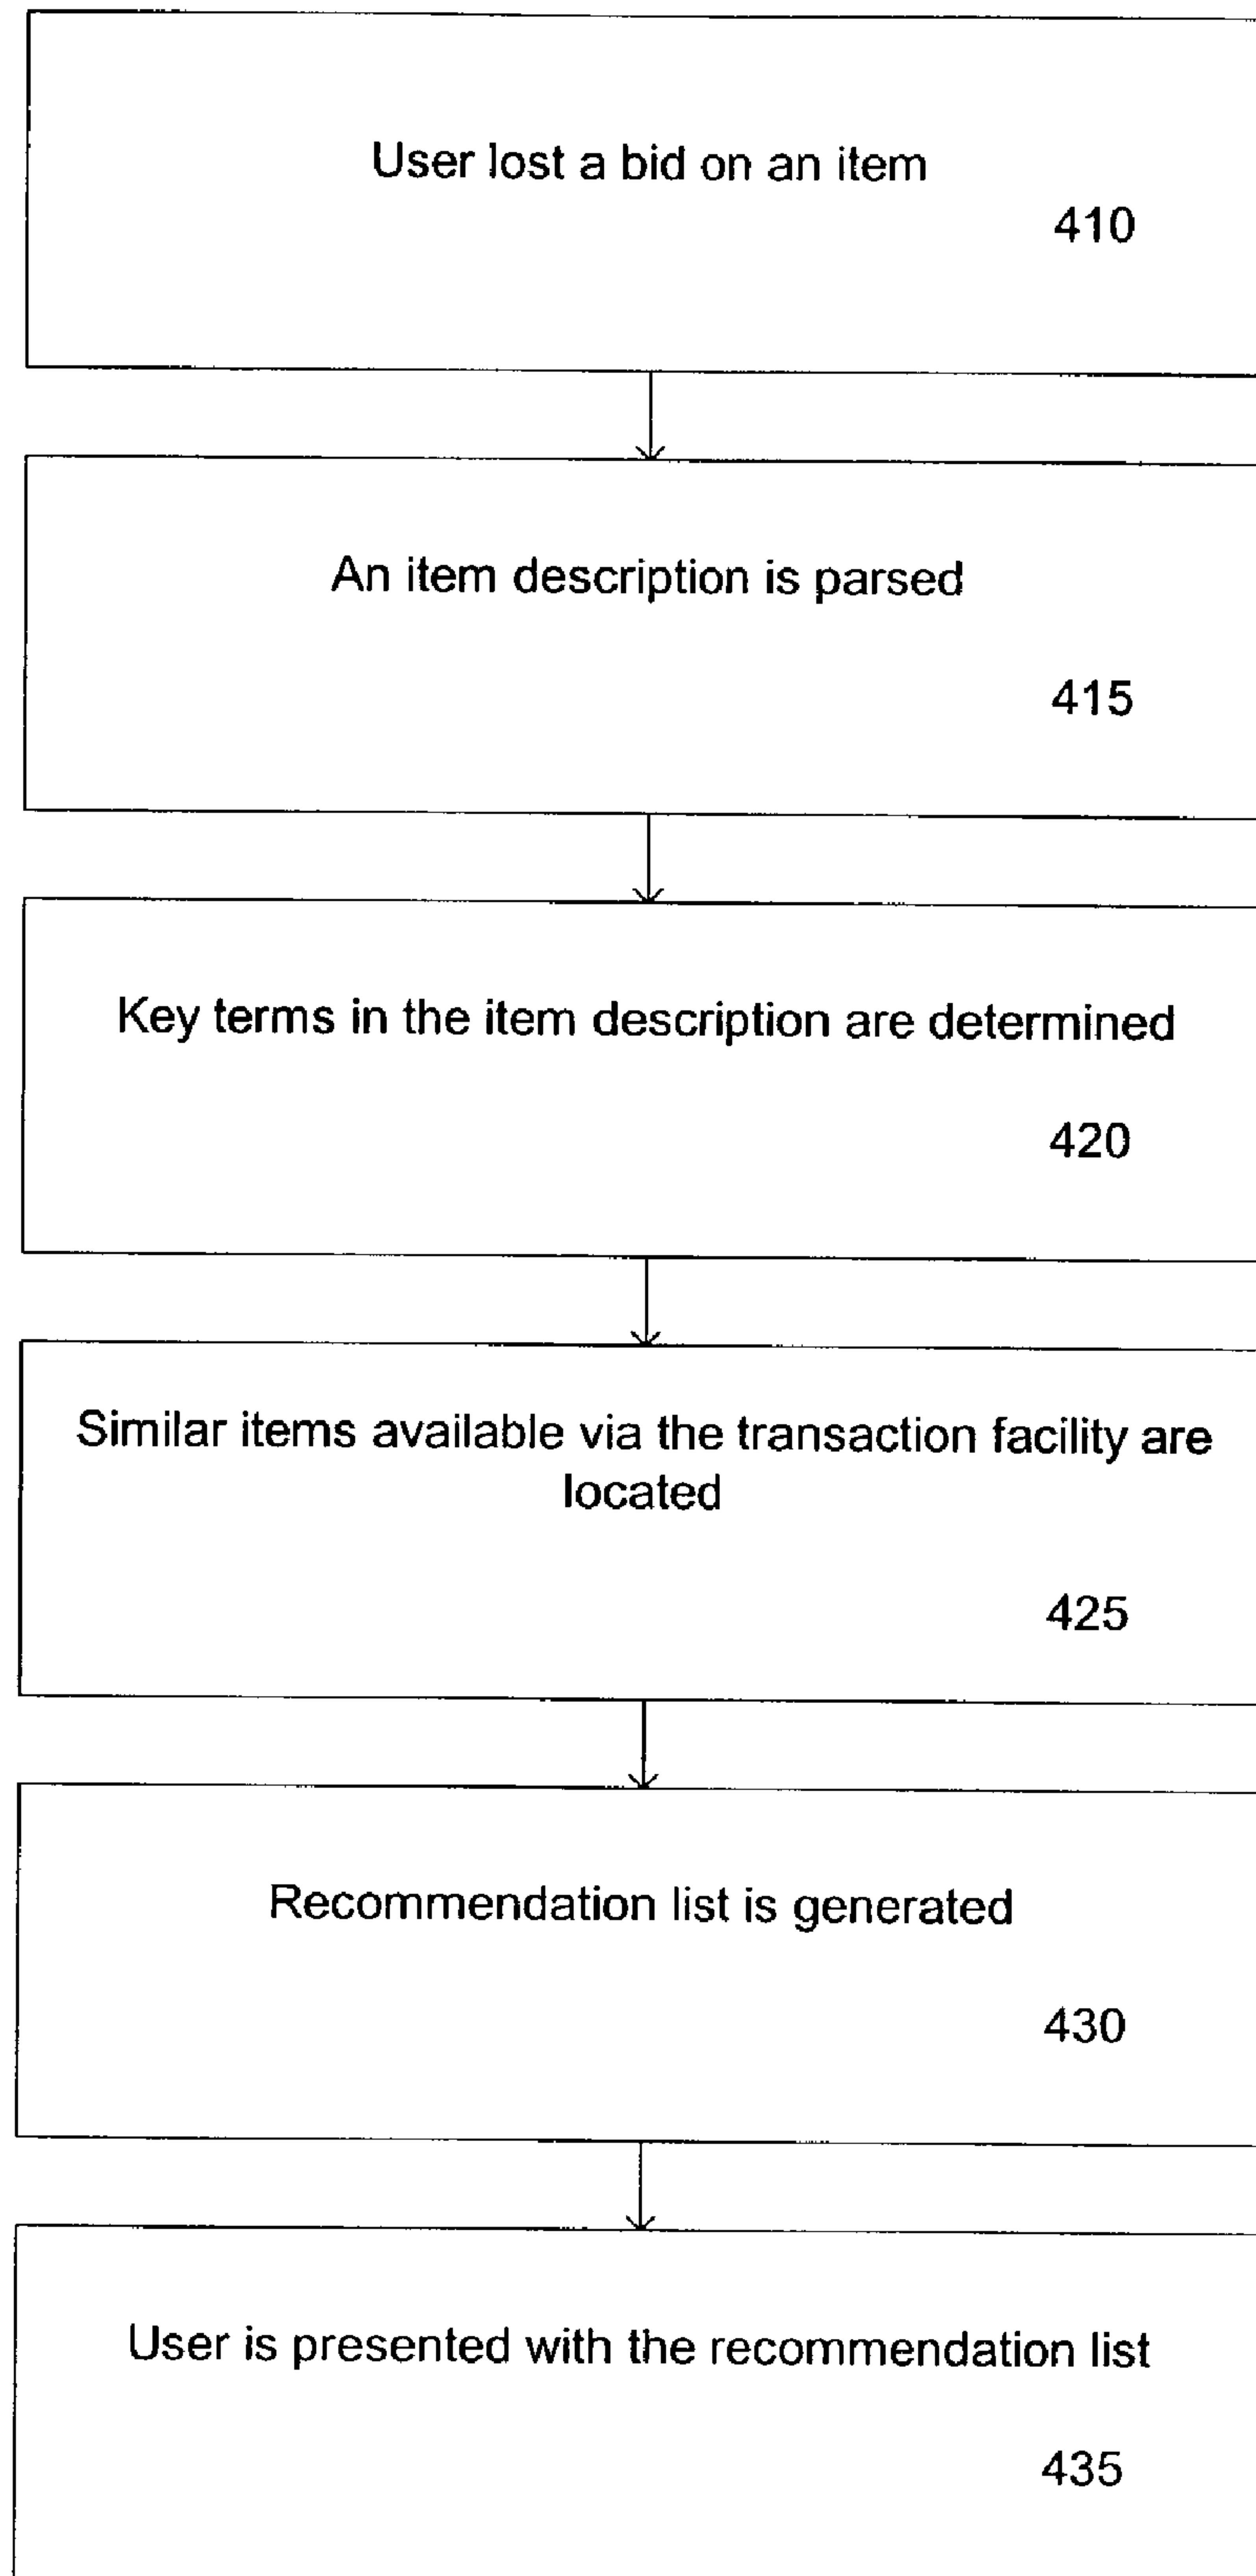 User lost a bid on an item
410
An item description is parsed
415
Key terms in the item description are determined
420
Similar items available via the transaction facility are
located
425
Recommendation list is generated
430
User is presented with the recommendation list
435